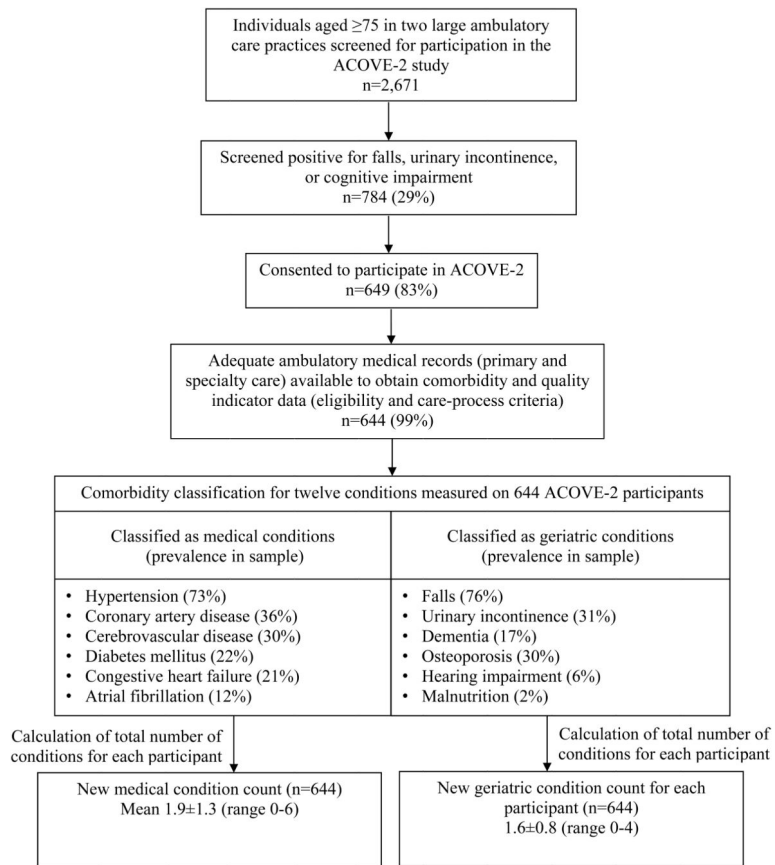 Individuals aged ≥75 in two large ambulatory
care practices screened for participation in the
ACOVE-2 study
n=2,671
Screened positive for falls, urinary incontinence,
or cognitive impairment
n=784 (29%)
Consented to participate in ACOVE-2
n=649 (83%)
Adequate ambulatory medical records (primary and
specialty care) available to obtain comorbidity and quality
indicator data (eligibility and care-process criteria)
n=644 (99%)
Comorbidity classification for twelve conditions measured on 644 ACOVE-2 participants
Classified as medical conditions
(prevalence in sample)
• Hypertension (73%)
• Coronary artery disease (36%)
• Cerebrovascular disease (30%)
• Diabetes mellitus (22%)
• Congestive heart failure (21%)
• Atrial fibrillation (12%)
Classified as geriatric conditions
(prevalence in sample)
• Falls (76%)
• Urinary incontinence (31%)
• Dementia (17%)
• Osteoporosis (30%)
• Hearing impairment (6%)
• Malnutrition (2%)
Calculation of total number of
conditions for each participant
Calculation of total number of
conditions for each participant
New medical condition count (n=644)
Mean 1.9±1.3 (range 0-6)
New geriatric condition count for each
participant (n=644)
1.6±0.8 (range 0-4)